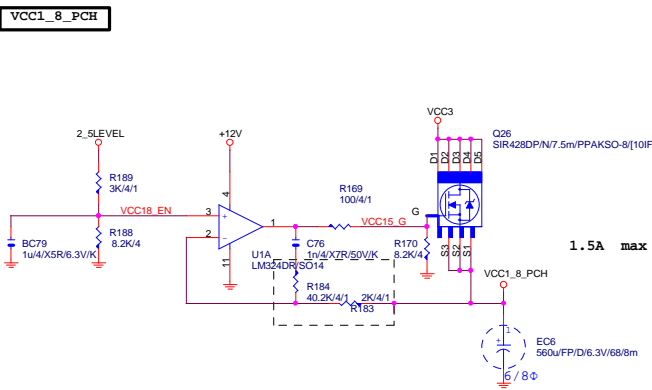 VCC1_8_PCH
VCC3
Q26
SIR428DP/N/7.5m/PPAKSO-8/[10IF
2_5LEVEL
+12V
D1
D2
D3
D4
D5
R189
3K/4/1
R169
100/4/1
4
VCC18_EN
3
+
1
VCC15_G
G
2
-
R188
8.2K/4
BC79
1u/4/X5R/6.3V/K
11
U1A
LM324DR/SO14
C76
1n/4/X7R/50V/K
R170
8.2K/4
S3
S2
S1
1.5A max
VCC1_8_PCH
R184
40.2K/4/1
2K/4/1
R183
1
+
EC6
560u/FP/D/6.3V/68/8m
6/8Φ